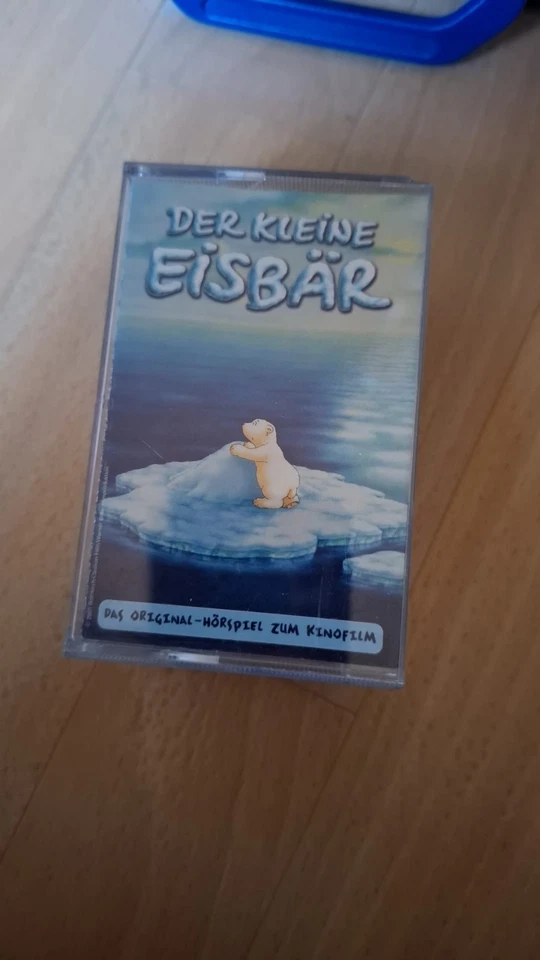 DER KLEINE
EISBÄR
DAS ORIGINAL-HÖRSPIEL ZUM KINOFILM